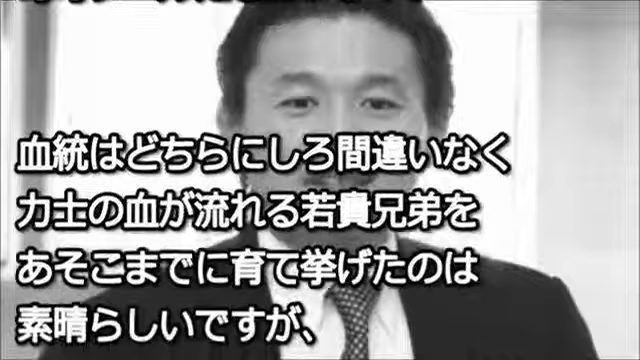 血統はどちらにしろ間違いなく
力士の血が流れる若貴兄弟を
あそこまでに育て挙げたのは
素晴らしいですが、